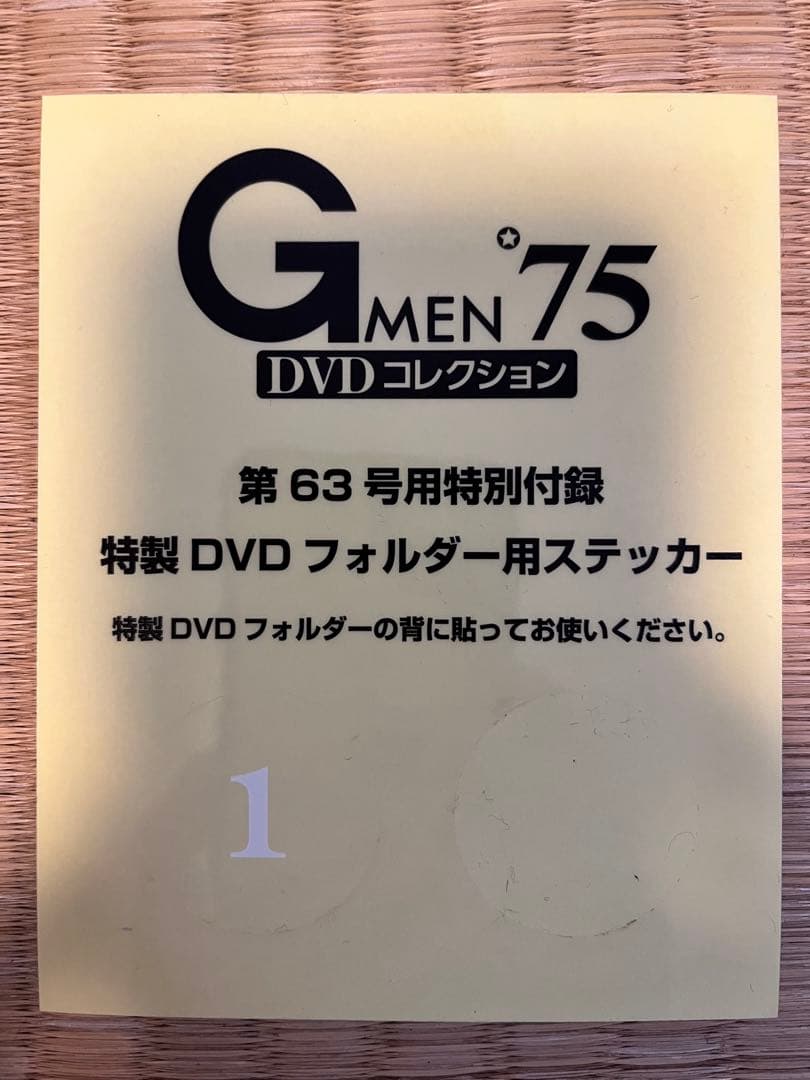 GMEN'75
DVDコレクション
第63号用特別付録
特製DVDフォルダー用ステッカー
特製DVDフォルダーの背に貼ってお使いください。
1